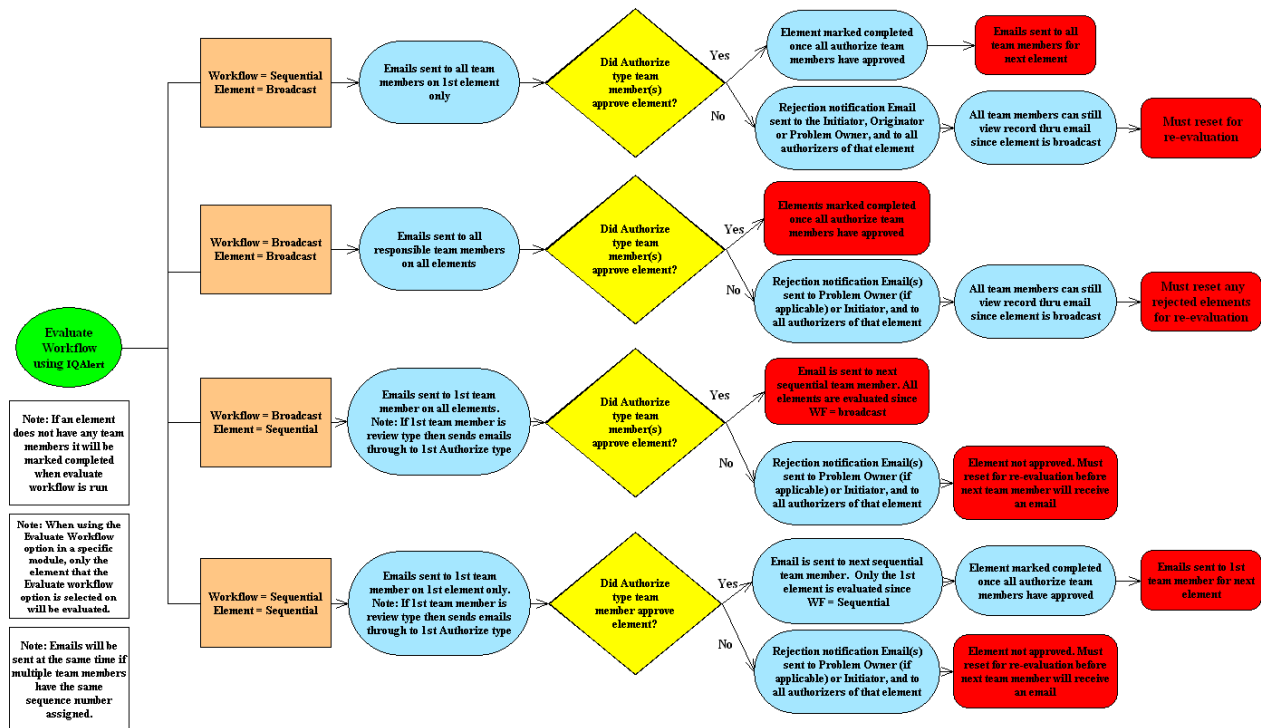 Workflow = Sequential
Element = Broadcast
Emails sent to all team
members on 1st element
only
Did Authorize
type team
member(s)
approve element?
Yes
No
Element marked completed
once all authorize team
members have approved
Emails sent to all
team members for
next element
Rejection notification Email
sent to the Initiator, Originator
or Problem Owner, and to all
authorizers of that element
All team members can still
view record thru email
since element is broadcast
Must reset for
re-evaluation
Workflow = Broadcast
Element = Broadcast
Emails sent to all
responsible team members
on all elements
Did Authorize
type team
member(s)
approve element?
Yes
No
Elements marked completed
once all authorize team
members have approved
Rejection notification Email(s)
sent to Problem Owner (if
applicable) or Initiator, and to
all authorizers of that element
All team members can still
view record thru email
since element is broadcast
Must reset any
rejected elements
for re-evaluation
Evaluate
Workflow
using IQAlert
Workflow = Broadcast
Element = Sequential
Emails sent to 1st team
member on all elements.
Note: If 1st team member is
review type then sends emails
through to 1st Authorize type
Did Authorize
type team
member(s)
approve element?
Yes
No
Email is sent to next
sequential team member. All
elements are evaluated since
WF = broadcast
Rejection notification Email(s)
sent to Problem Owner (if
applicable) or Initiator, and to
all authorizers of that element
Element not approved. Must
reset for re-evaluation before
next team member will receive
an email
Workflow = Sequential
Element = Sequential
Emails sent to 1st team
member on 1st element only.
Note: If 1st team member is
review type then sends emails
through to 1st Authorize type
Did Authorize
type team
member approve
element?
Yes
No
Email is sent to next sequential
team member. Only the 1st
element is evaluated since
WF = Sequential
Element marked completed
once all authorize team
members have approved
Emails sent to 1st
team member for next
element
Rejection notification Email(s)
sent to Problem Owner (if
applicable) or Initiator, and to
all authorizers of that element
Element not approved. Must
reset for re-evaluation before
next team member will receive
an email
Note: If an element
does not have any team
members it will be
marked completed
when evaluate
workflow is run
Note: When using the
Evaluate Workflow
option in a specific
module, only the
element that the
Evaluate workflow
option is selected on
will be evaluated.
Note: Emails will be
sent at the same time if
multiple team members
have the same
sequence number
assigned.